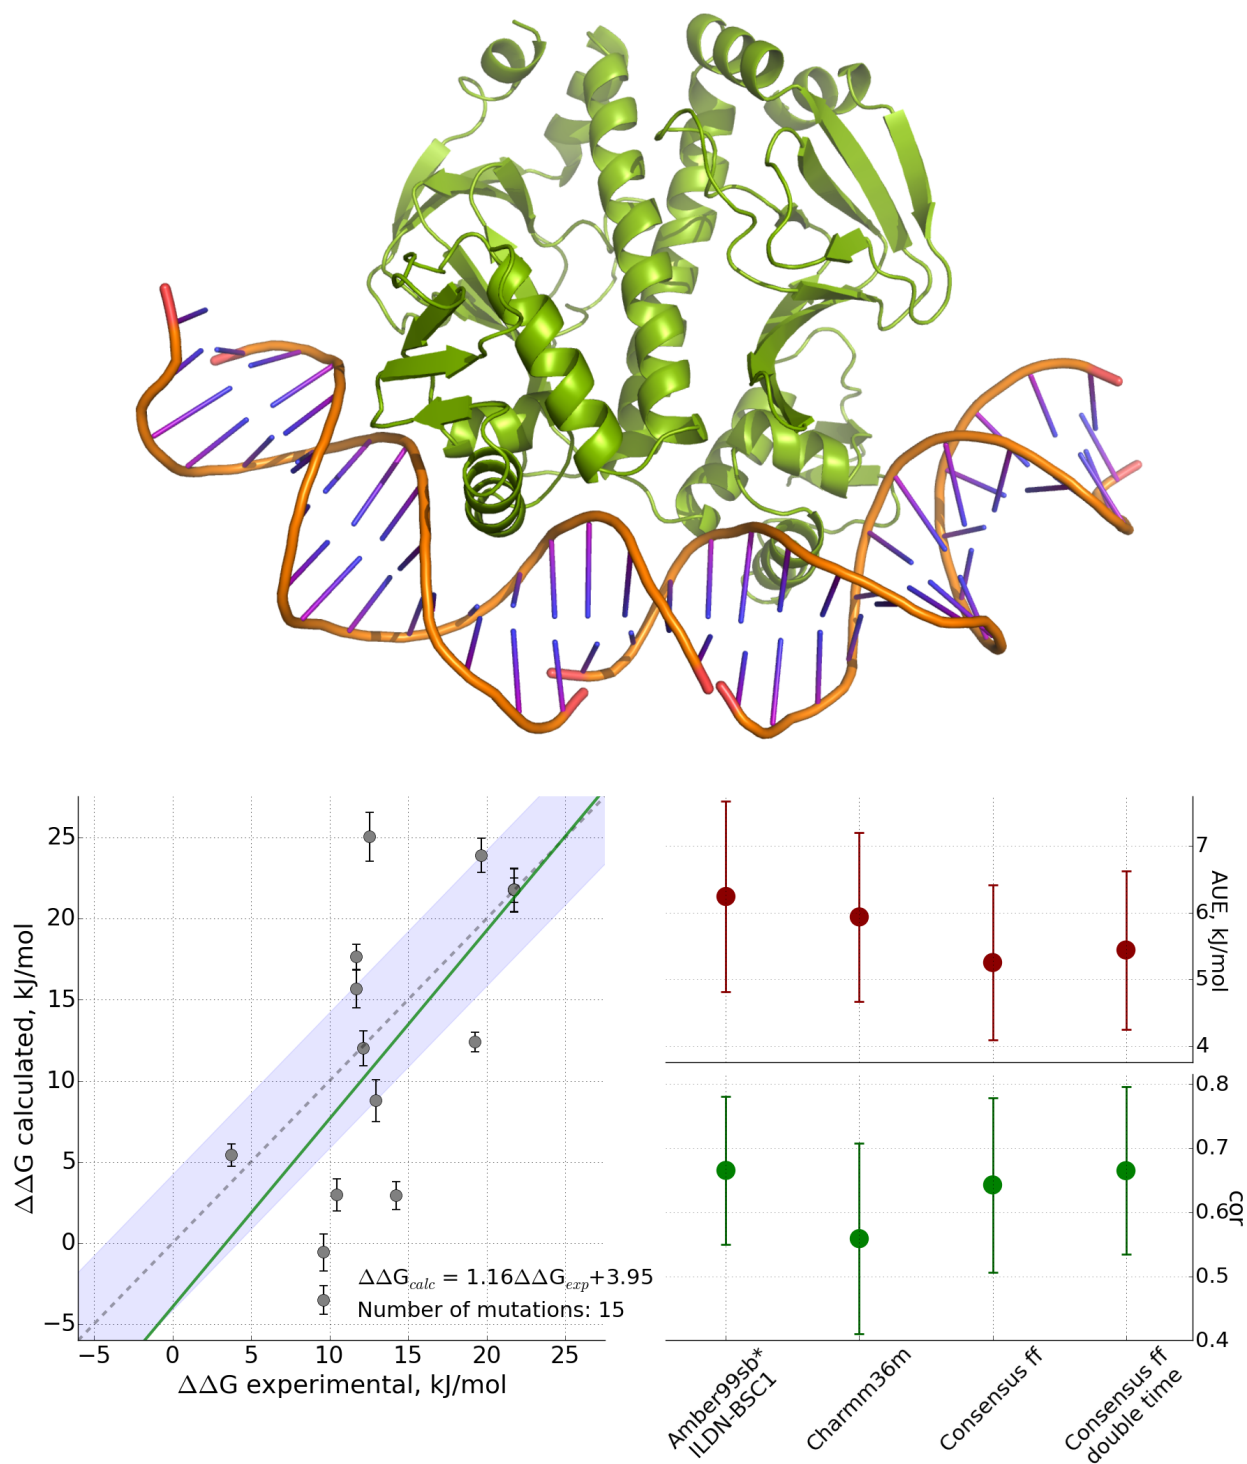 25
20
15
10
5
0
−5
ΔΔG calculated, kJ/mol
ΔΔGcalc = 1.16ΔΔGexp+3.95
Number of mutations: 15
−5 0 5 10 15 20 25
ΔΔG experimental, kJ/mol
7
6
5
4
AUE, kJ/mol
0.8
0.7
0.6
0.5
0.4
cor
Amber99sb*
ILDN-BSC1
Charmm36m
Consensus ff
Consensus ff
double time